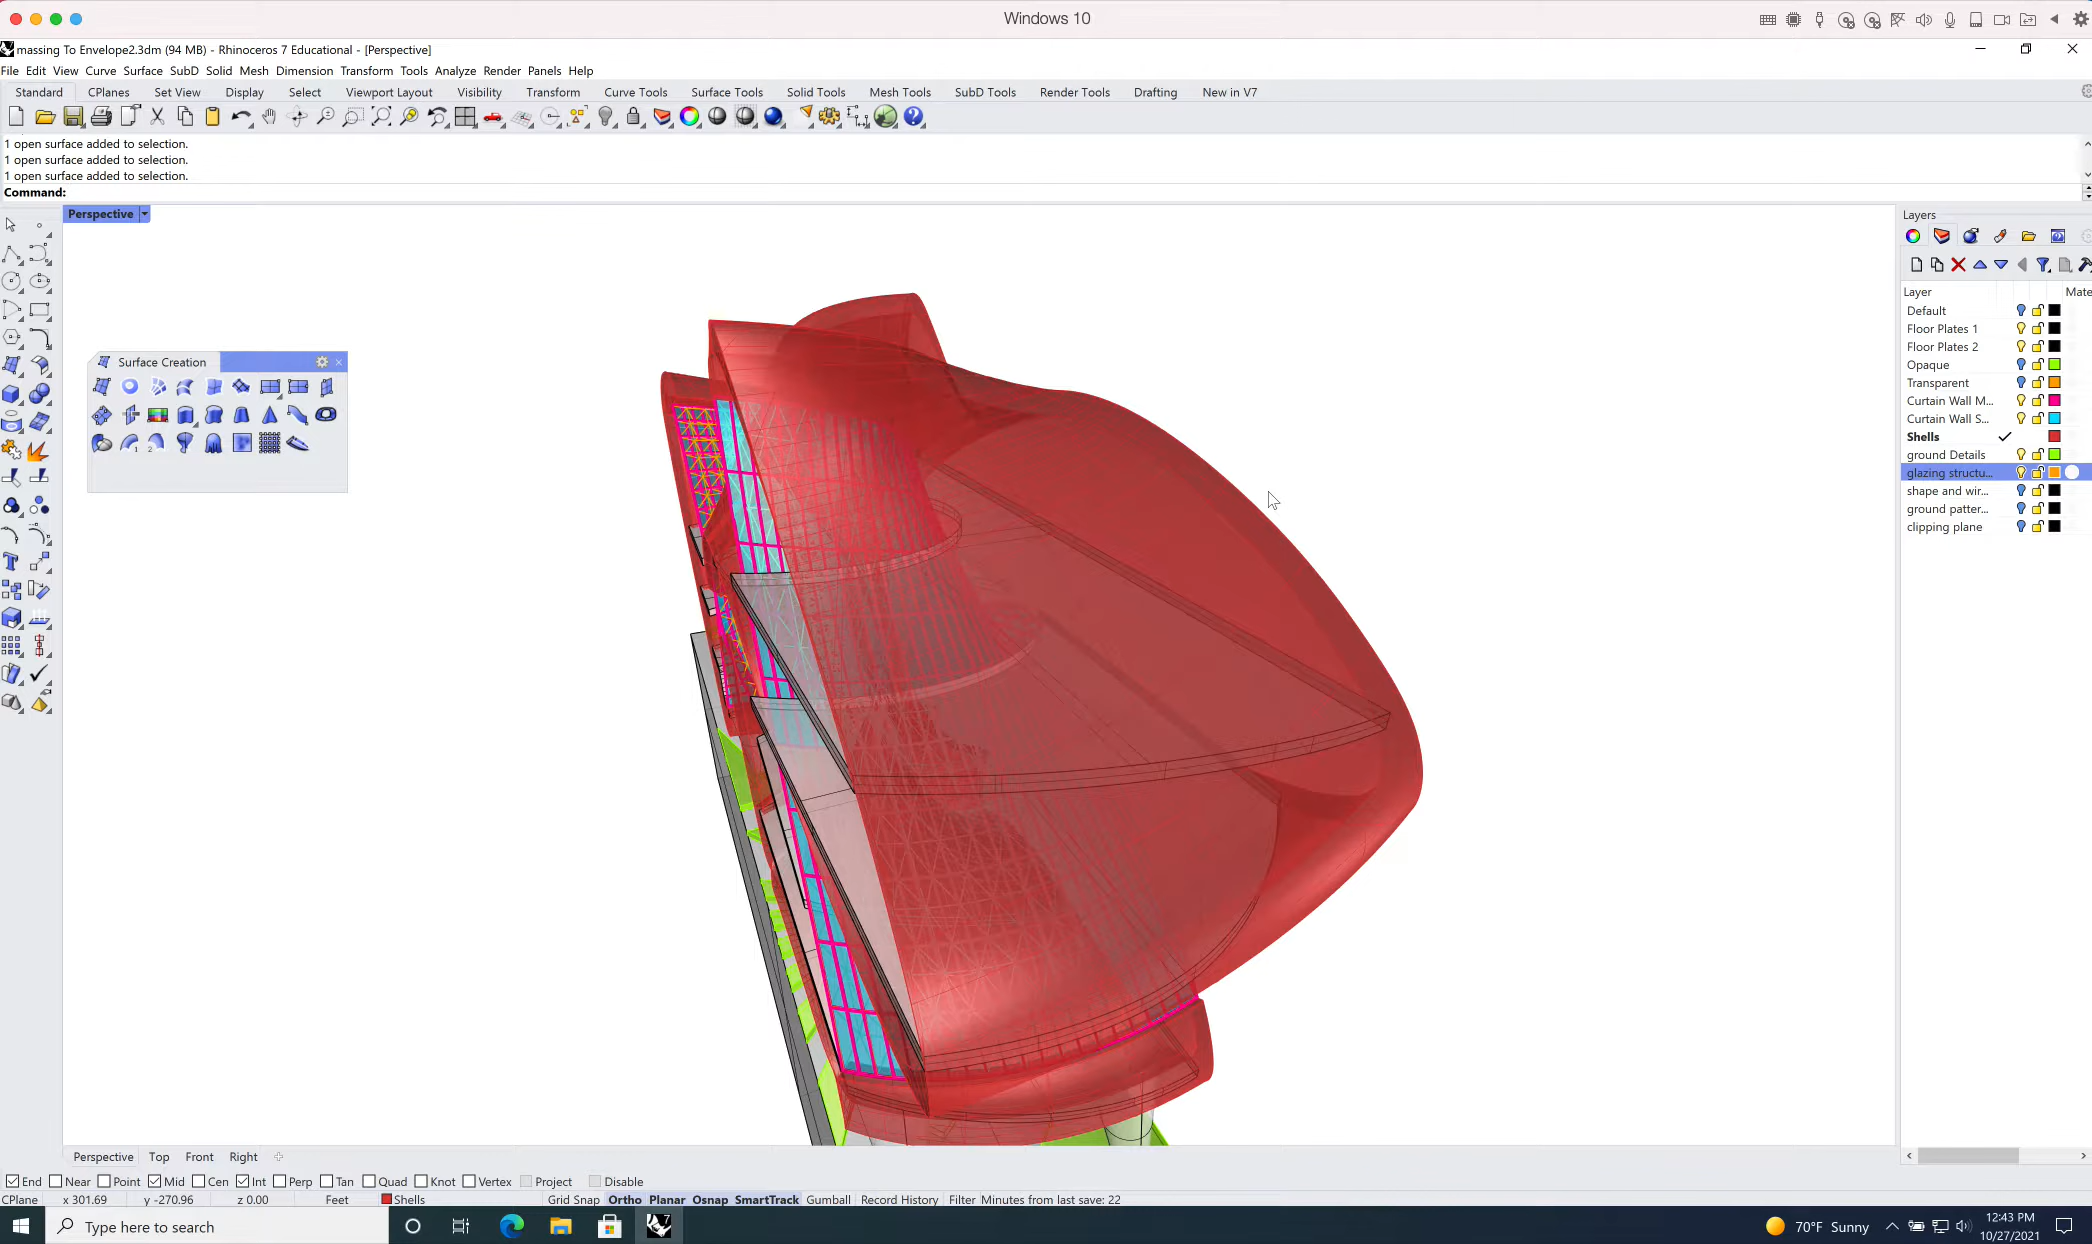 Windows 10
massing To Envelope2.3dm (94 MB) - Rhinoceros 7 Educational - [Perspective]
File Edit View Curve Surface SubD Solid Mesh Dimension Transform Tools Analyze Render Panels Help
Standard CPlanes Set View Display Select Viewport Layout Visibility Transform Curve Tools Surface Tools Solid Tools Mesh Tools SubD Tools Render Tools Drafting New in V7
1 open surface added to selection.
1 open surface added to selection.
1 open surface added to selection.
Command:
Perspective
Surface Creation
Layers
Layer Mate
Default
Floor Plates 1
Floor Plates 2
Opaque
Transparent
Curtain Wall M...
Curtain Wall S...
Shells
ground Details
glazing structu...
shape and wir...
ground patter...
clipping plane
Perspective Top Front Right
End Near Point Mid Cen Int Perp Tan Quad Knot Vertex Project Disable
CPlane x 301.69 y -270.96 z 0.00 Feet Shells Grid Snap Ortho Planar Osnap SmartTrack Gumball Record History Filter Minutes from last save: 22
Type here to search
70°F Sunny
12:43 PM
10/27/2021